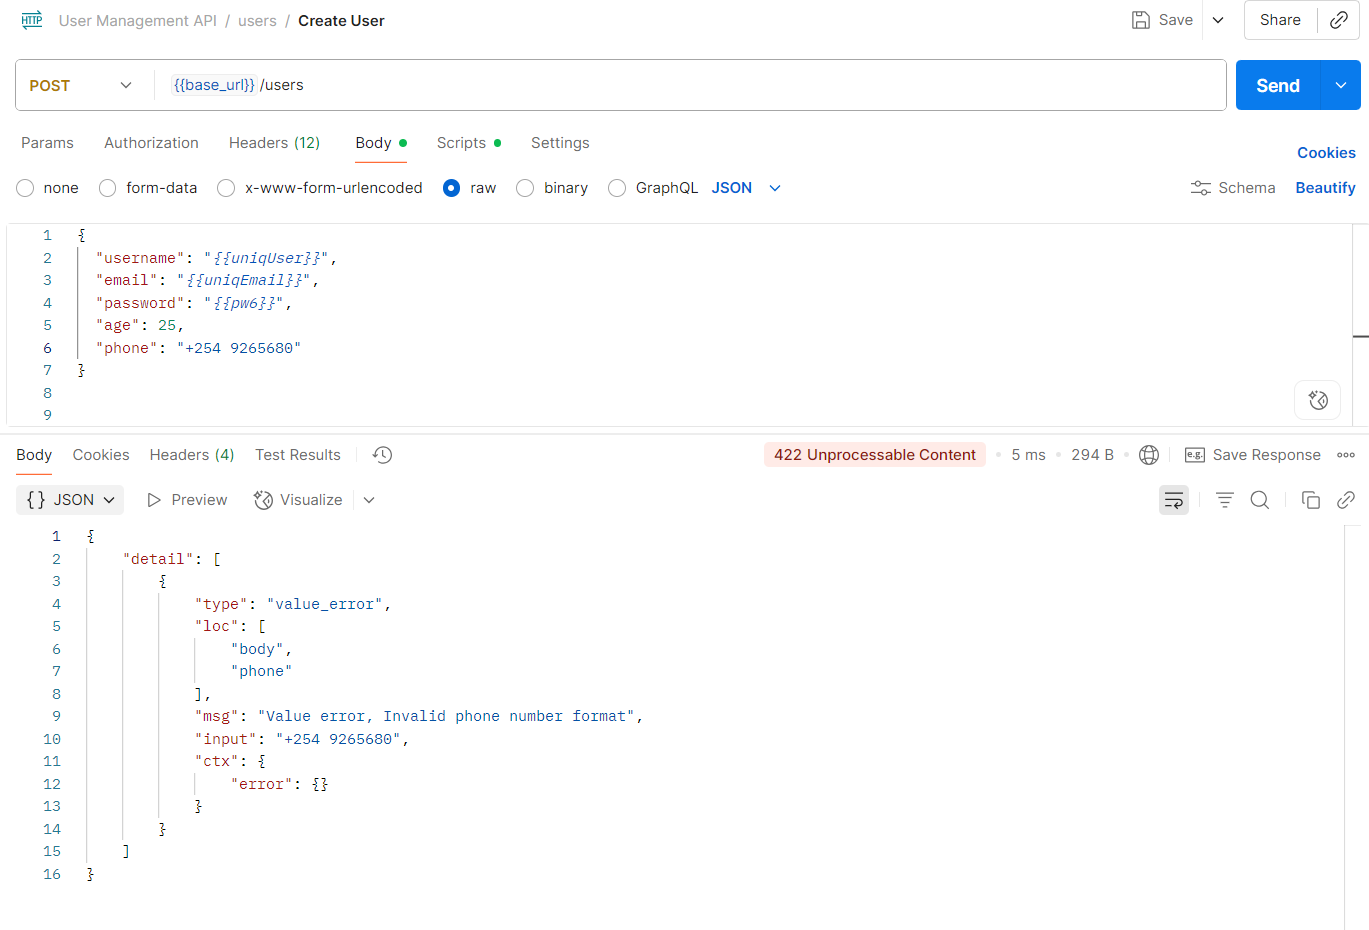 HTTP User Management API / users / Create User Save Share
POST {{base_url}}/users Send
Params Authorization Headers (12) Body Scripts Settings Cookies
none form-data x-www-form-urlencoded raw binary GraphQL JSON Schema Beautify
1 {
2 "username": "{{uniqUser}}",
3 "email": "{{uniqEmail}}",
4 "password": "{{pw6}}",
5 "age": 25,
6 "phone": "+254 9265680"
7 }
8
9
Body Cookies Headers (4) Test Results 422 Unprocessable Content 5 ms 294 B e.g. Save Response
{} JSON Preview Visualize
1 {
2 "detail": [
3 {
4 "type": "value_error",
5 "loc": [
6 "body",
7 "phone"
8 ],
9 "msg": "Value error, Invalid phone number format",
10 "input": "+254 9265680",
11 "ctx": {
12 "error": {}
13 }
14 }
15 ]
16 }